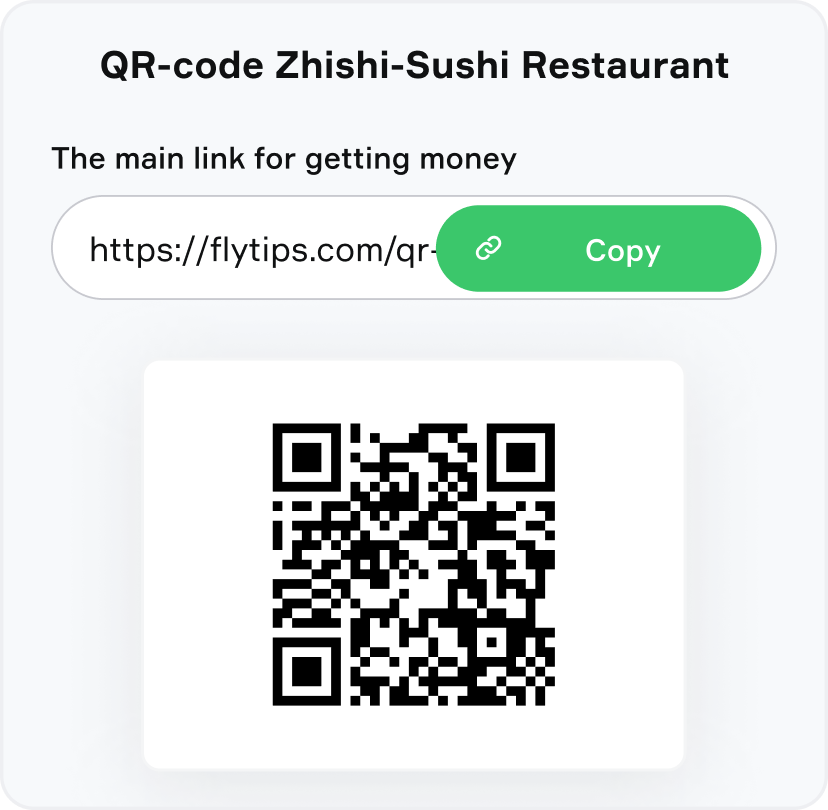 QR-code Zhishi-Sushi Restaurant
The main link for getting money
https://flytips.com/qr-
Copy